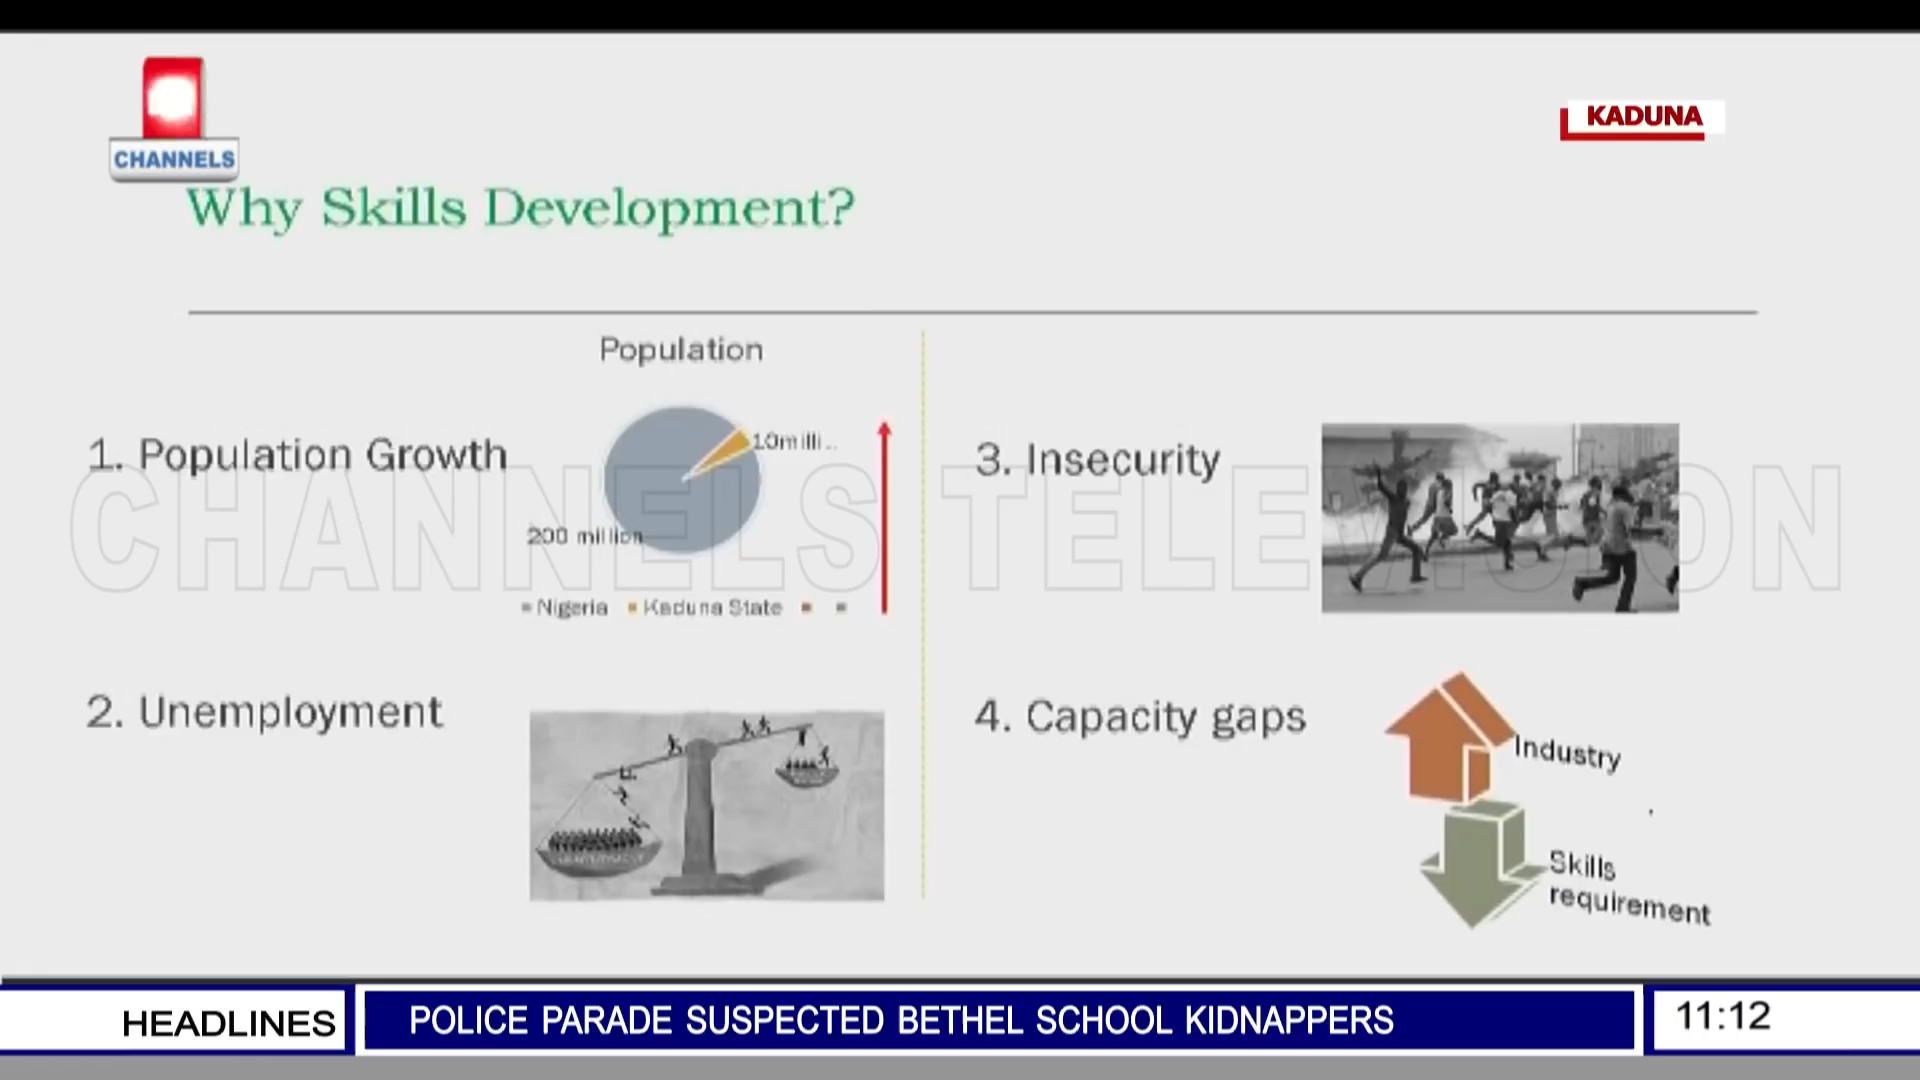 CHANNELS
KADUNA
Why Skills Development?
Population
1. Population Growth
10milli...
200 million
Nigeria Kaduna State
2. Unemployment
3. Insecurity
4. Capacity gaps
Industry
Skills
requirement
CHANNELS TELEVISION
HEADLINES
POLICE PARADE SUSPECTED BETHEL SCHOOL KIDNAPPERS
11:12